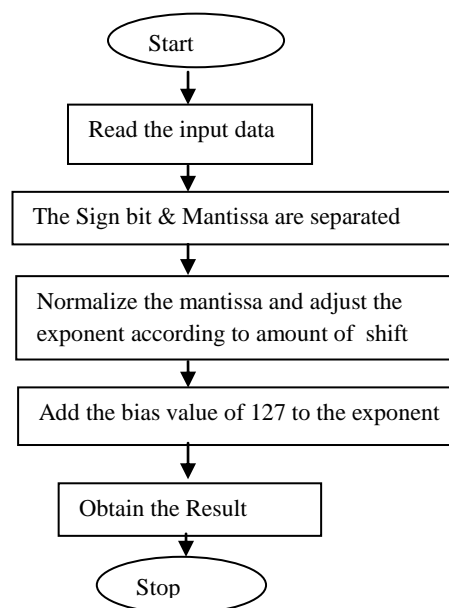 Start
Read the input data
The Sign bit & Mantissa are separated
Normalize the mantissa and adjust the
exponent according to amount of shift
Add the bias value of 127 to the exponent
Obtain the Result
Stop